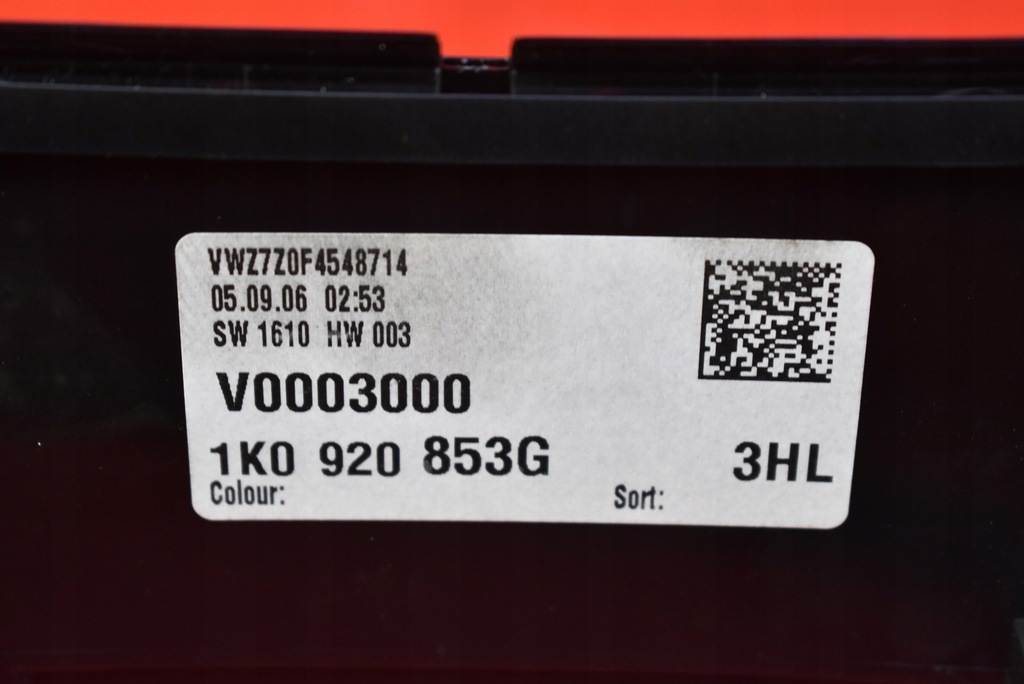 VWZ7Z0F4548714
05.09.06 02:53
SW 1610 HW 003
V0003000
1K0 920 853G 3HL
Colour: Sort: